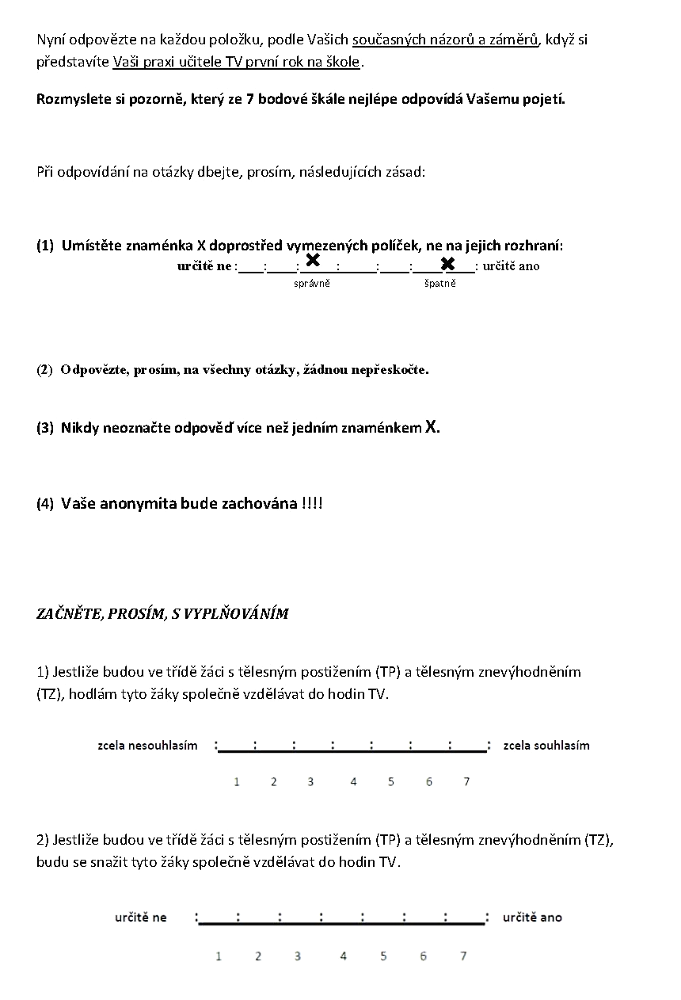 Nyní odpovězte na každou položku, podle Vašich současných názorů a záměrů, když si
představíte Vaši praxi učitele TV první rok na škole.
Rozmyslete si pozorně, který ze 7 bodové škále nejlépe odpovídá Vašemu pojetí.
Při odpovídání na otázky dbejte, prosím, následujících zásad:
(1) Umístěte znaménka X doprostřed vymezených políček, ne na jejich rozhraní:
určitě ne :____:____:_✖__:_____:____:____✖____: určitě ano
správně špatně
(2) Odpovězte, prosím, na všechny otázky, žádnou nepřeskočte.
(3) Nikdy neoznačte odpověď více než jedním znaménkem X.
(4) Vaše anonymita bude zachována !!!!
ZAČNĚTE, PROSÍM, S VYPLŇOVÁNÍM
1) Jestliže budou ve třídě žáci s tělesným postižením (TP) a tělesným znevýhodněním
(TZ), hodlám tyto žáky společně vzdělávat do hodin TV.
zcela nesouhlasím :____:____:____:____:____:____:____: zcela souhlasím
1 2 3 4 5 6 7
2) Jestliže budou ve třídě žáci s tělesným postižením (TP) a tělesným znevýhodněním (TZ),
budu se snažit tyto žáky společně vzdělávat do hodin TV.
určitě ne :____:____:____:____:____:____:____: určitě ano
1 2 3 4 5 6 7